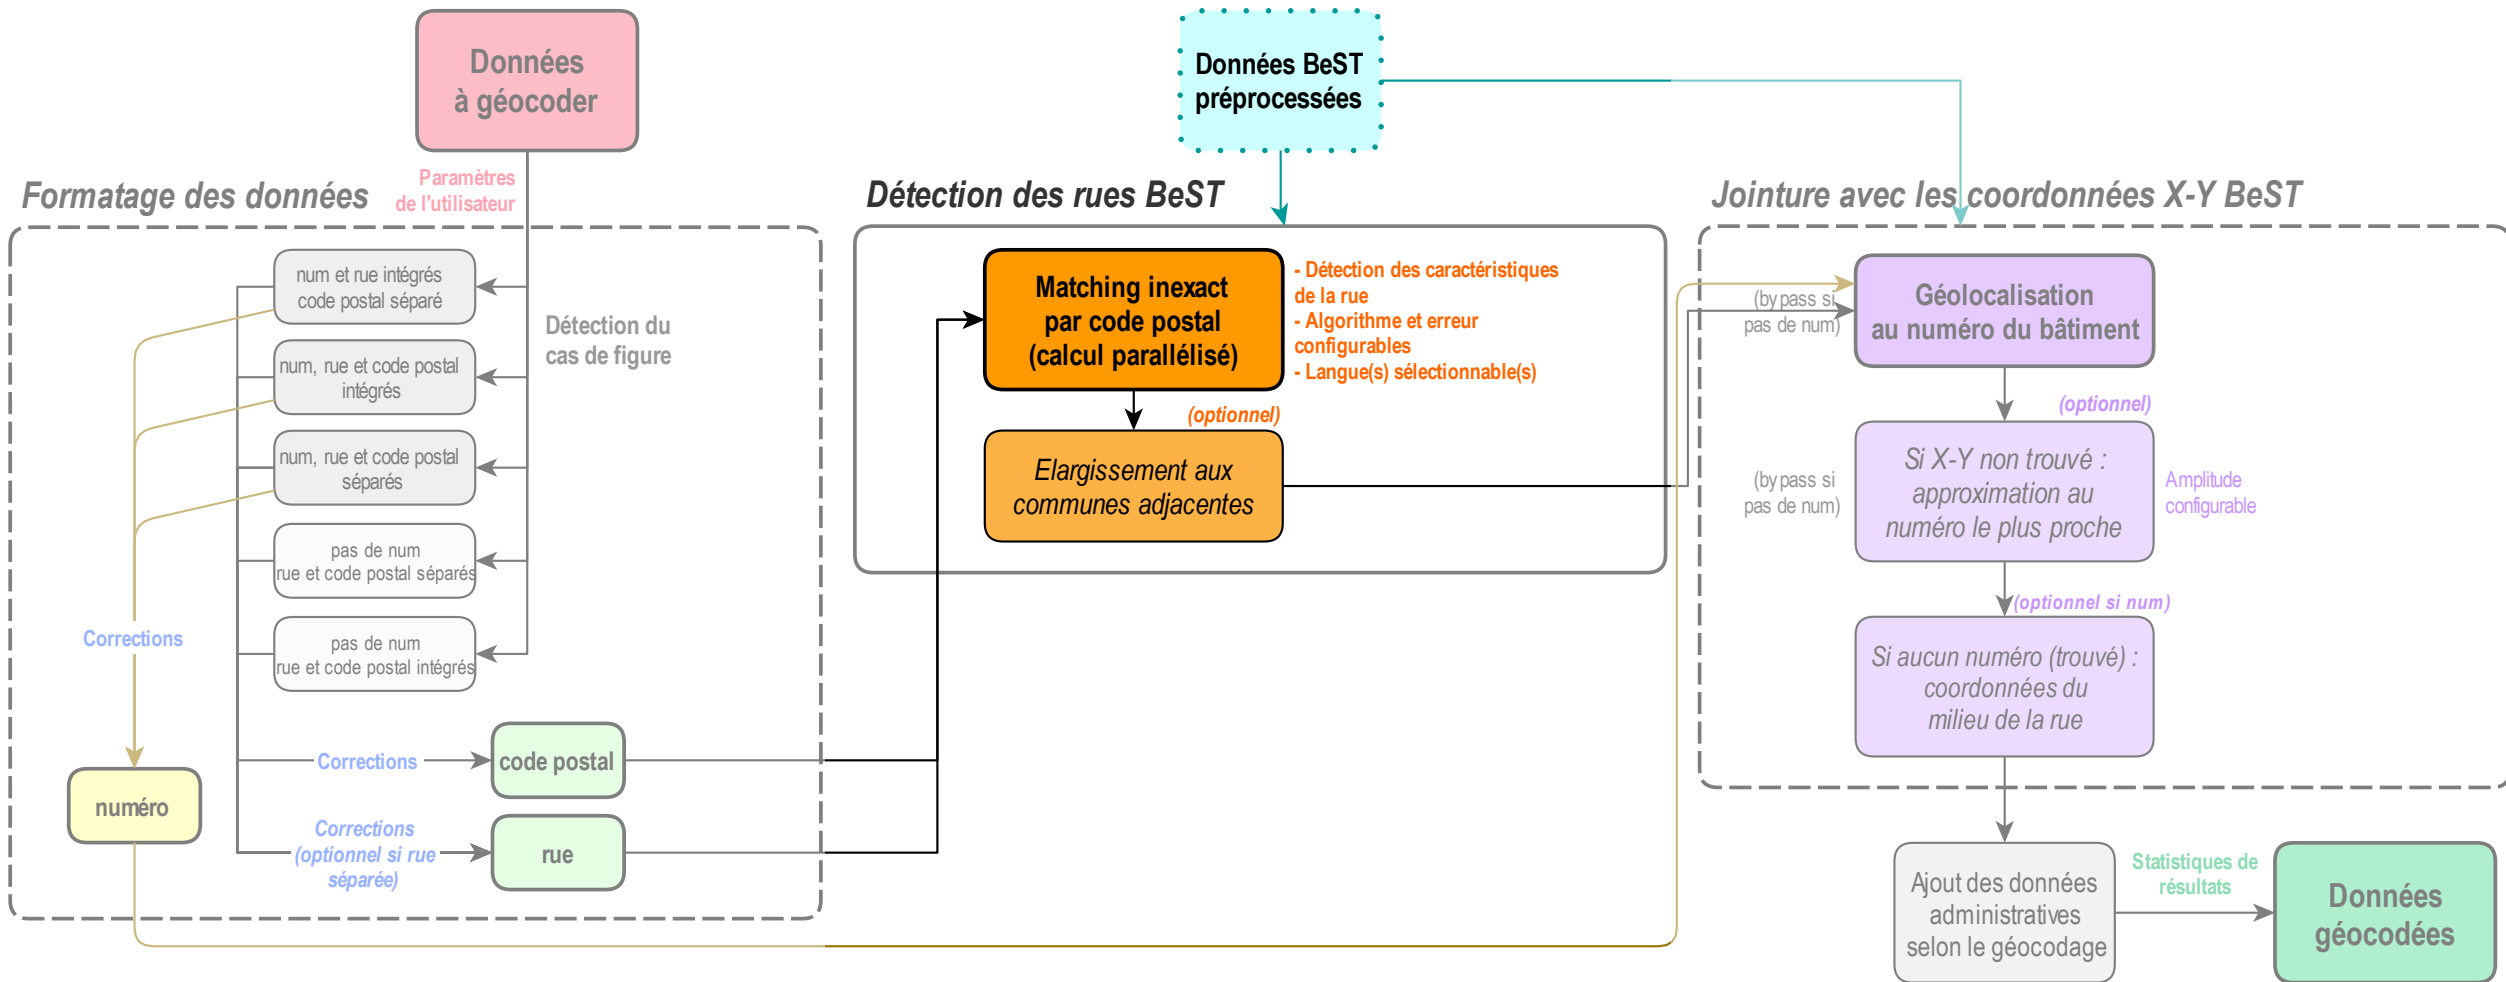 Données
à géocoder
Données BeST
préprocessées
Paramètres
de l'utilisateur
Formatage des données
Détection des rues BeST
Jointure avec les coordonnées X-Y BeST
num et rue intégrés
code postal séparé
num, rue et code postal
intégrés
num, rue et code postal
séparés
pas de num
rue et code postal séparés
pas de num
rue et code postal intégrés
Détection du
cas de figure
Corrections
numéro
Corrections
code postal
Corrections
(optionnel si rue
séparée)
rue
Matching inexact
par code postal
(calcul parallélisé)
- Détection des caractéristiques
de la rue
- Algorithme et erreur
configurables
- Langue(s) sélectionnable(s)
(optionnel)
Elargissement aux
communes adjacentes
(bypass si
pas de num)
Géolocalisation
au numéro du bâtiment
(optionnel)
(bypass si
pas de num)
Si X-Y non trouvé :
approximation au
numéro le plus proche
Amplitude
configurable
(optionnel si num)
Si aucun numéro (trouvé) :
coordonnées du
milieu de la rue
Ajout des données
administratives
selon le géocodage
Statistiques de
résultats
Données
géocodées